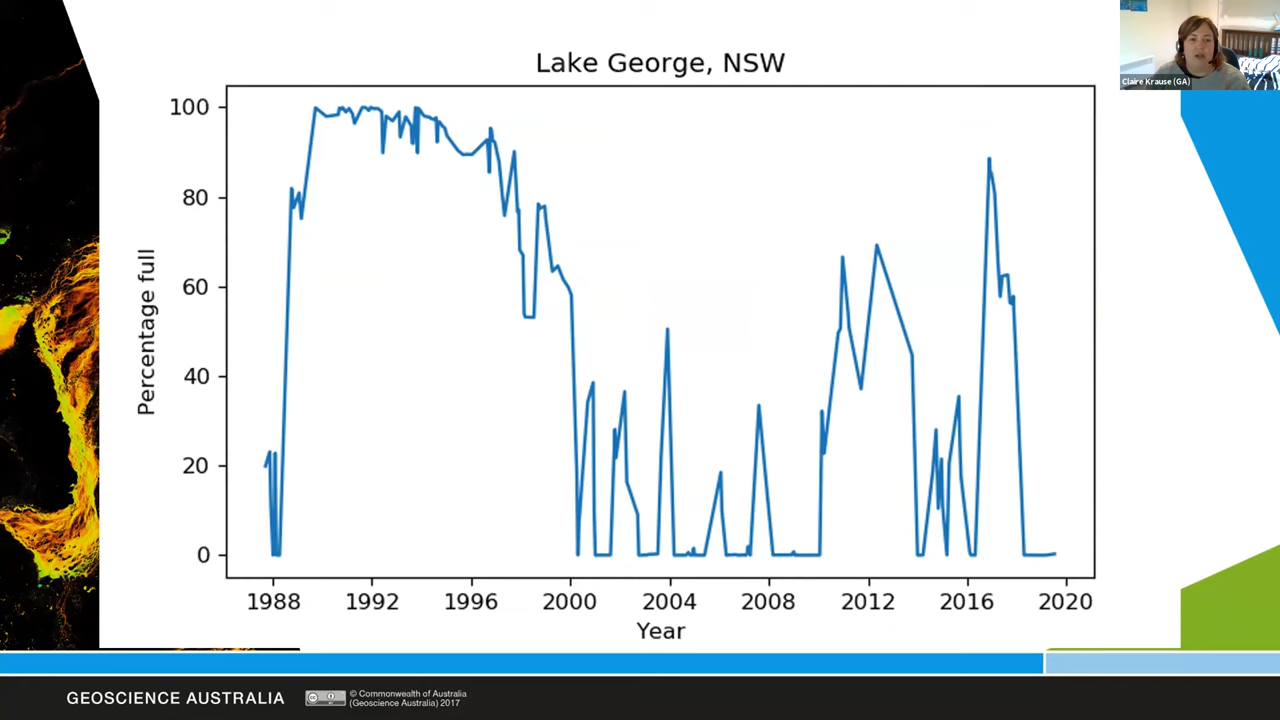 Lake George, NSW
Claire Krause (GA)
100
80
60
40
20
0
Percentage full
1988 1992 1996 2000 2004 2008 2012 2016 2020
Year
GEOSCIENCE AUSTRALIA
© Commonwealth of Australia
(Geoscience Australia) 2017